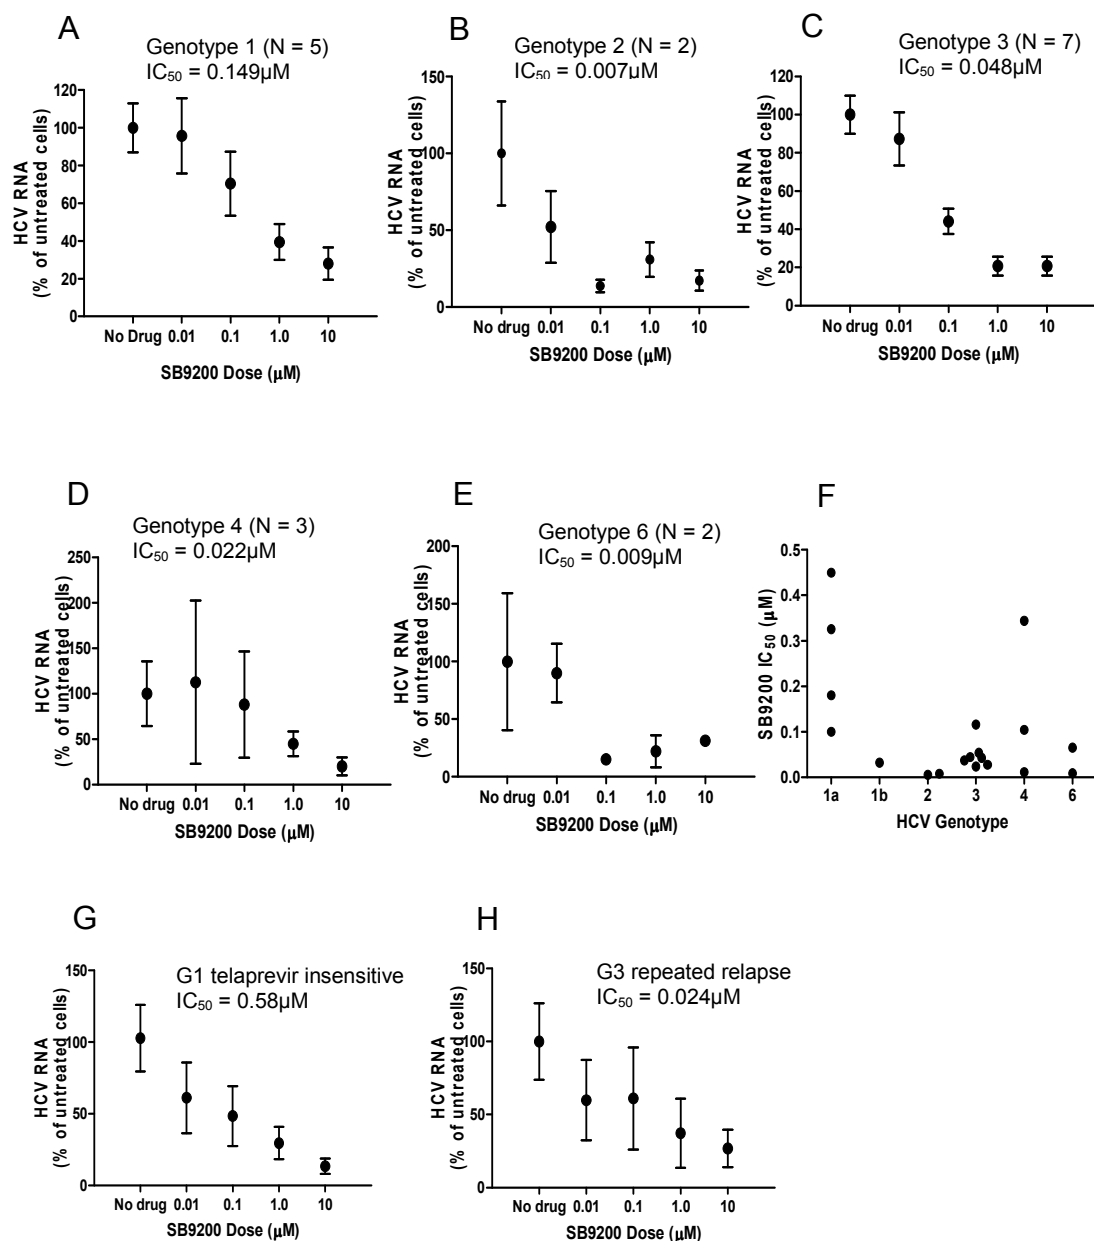 A
Genotype 1 (N = 5)
IC50 = 0.149µM
120
100
80
60
40
20
0
HCV RNA
(% of untreated cells)
No Drug 0.01 0.1 1.0 10
SB9200 Dose (µM)
B
Genotype 2 (N = 2)
IC50 = 0.007µM
150
100
50
0
HCV RNA
(% of untreated cells)
No drug 0.01 0.1 1.0 10
SB9200 Dose (µM)
C
Genotype 3 (N = 7)
IC50 = 0.048µM
120
100
80
60
40
20
0
HCV RNA
(% of untreated cells)
No drug 0.01 0.1 1.0 10
SB9200 Dose (µM)
D
Genotype 4 (N = 3)
IC50 = 0.022µM
250
200
150
100
50
0
HCV RNA
(% of untreated cells)
No drug 0.01 0.1 1.0 10
SB9200 Dose (µM)
E
Genotype 6 (N = 2)
IC50 = 0.009µM
200
150
100
50
0
HCV RNA
(% of untreated cells)
No drug 0.01 0.1 1.0 10
SB9200 Dose (µM)
F
0.5
0.4
0.3
0.2
0.1
0.0
SB9200 IC50 (µM)
1a 1b 2 3 4 6
HCV Genotype
G
G1 telaprevir insensitive
IC50 = 0.58µM
150
100
50
0
HCV RNA
(% of untreated cells)
No drug 0.01 0.1 1.0 10
SB9200 Dose (µM)
H
G3 repeated relapse
IC50 = 0.024µM
150
100
50
0
HCV RNA
(% of untreated cells)
No drug 0.01 0.1 1.0 10
SB9200 Dose (µM)